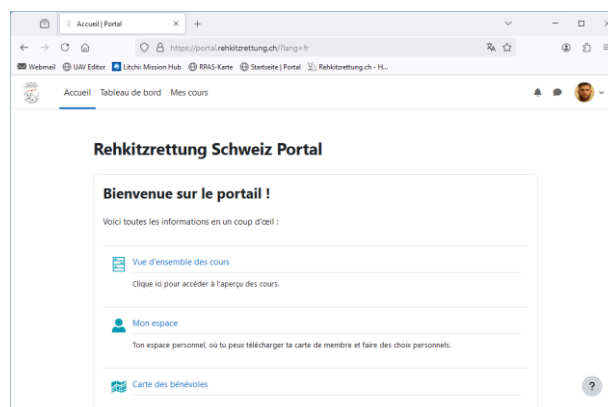 Accueil | Portal
https://portal.rehkitzrettung.ch/?lang=fr
Webmail UAV Editor Litchi Mission Hub RPAS-Karte Startseite | Portal Rehkitzrettung.ch - H...
Accueil Tableau de bord Mes cours
Rehkitzrettung Schweiz Portal
Bienvenue sur le portail !
Voici toutes les informations en un coup d'œil :
Vue d'ensemble des cours
Clique ici pour accéder à l'aperçu des cours.
Mon espace
Ton espace personnel, où tu peux télécharger ta carte de membre et faire des choix personnels.
Carte des bénévoles
?